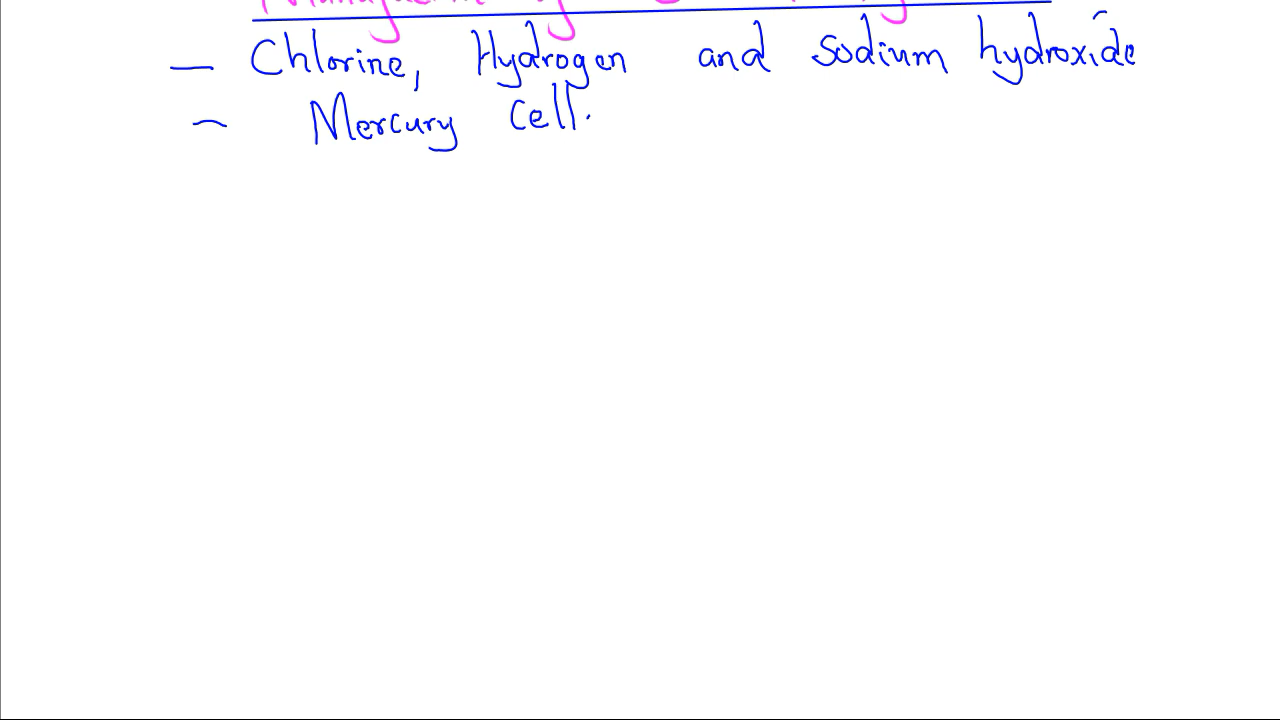 — Chlorine, Hydrogen and Sodium hydroxide
— Mercury Cell.